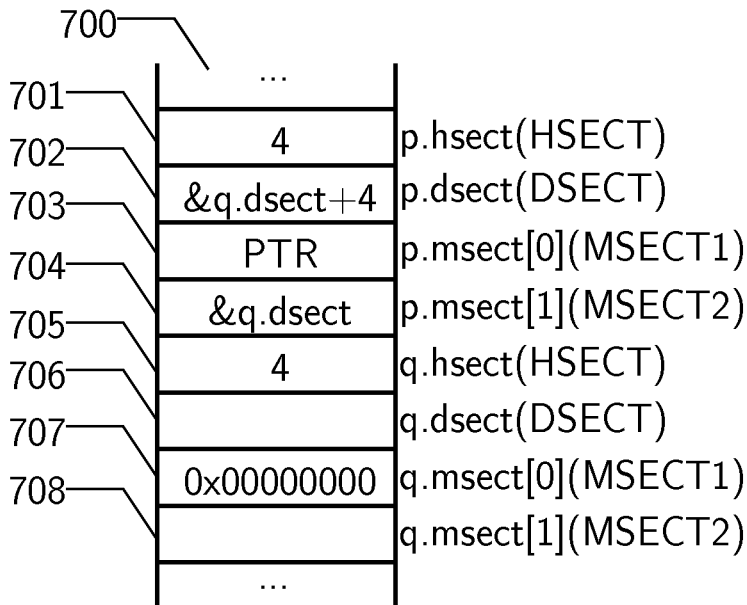 700
...
701
4 p.hsect(HSECT)
702
&q.dsect+4 p.dsect(DSECT)
703
PTR p.msect[0](MSECT1)
704
&q.dsect p.msect[1](MSECT2)
705
4 q.hsect(HSECT)
706
q.dsect(DSECT)
707
0x00000000 q.msect[0](MSECT1)
708
q.msect[1](MSECT2)
...